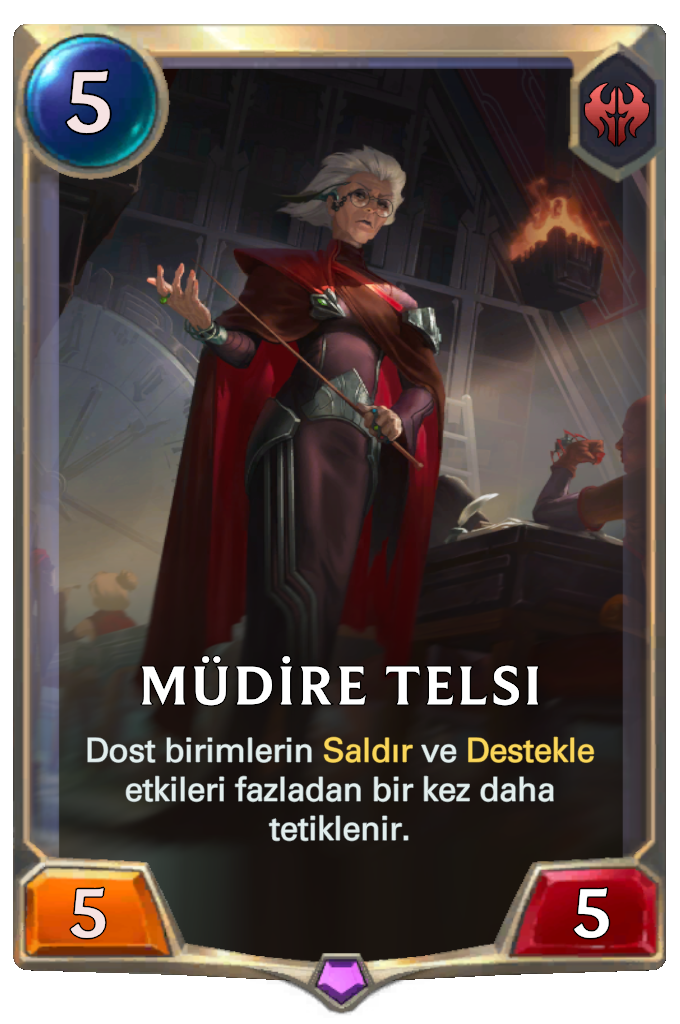 5
MÜDİRE TELSI
Dost birimlerin Saldır ve Destekle
etkileri fazladan bir kez daha
tetiklenir.
5
5